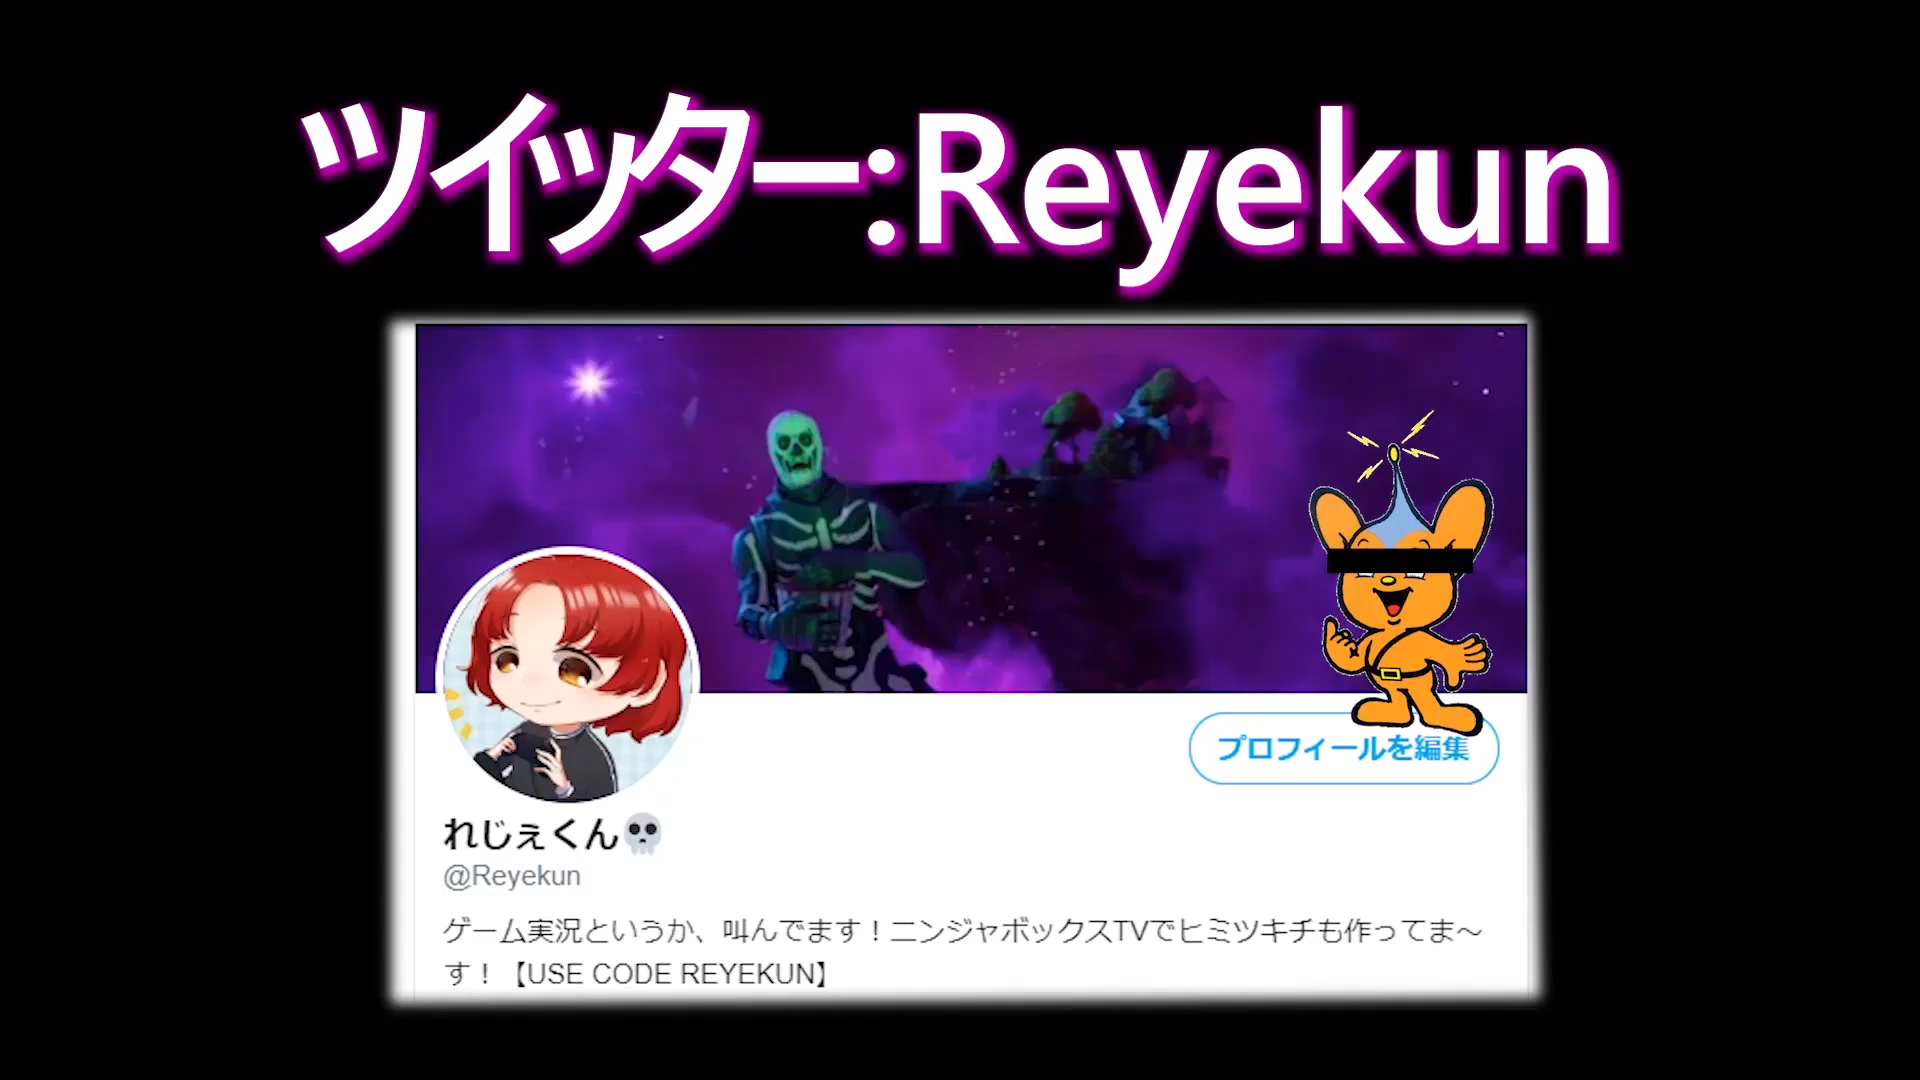 ツイッター:Reyekun
プロフィールを編集
れじぇくん💀
@Reyekun
ゲーム実況というか、叫んでます！ニンジャボックスTVでヒミツキチも作ってま〜
す！【USE CODE REYEKUN】